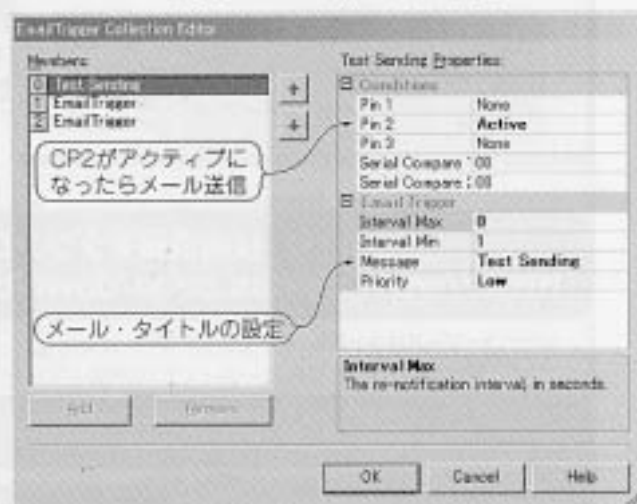 EmailTrigger Collection Editor
Members:
0 Test Sending
1 EmailTrigger
2 EmailTrigger
CP2がアクティブに
なったらメール送信
メール・タイトルの設定
Add
Remove
Test Sending Properties:
Conditions
Pin 1 None
Pin 2 Active
Pin 3 None
Serial Compare 00
Serial Compare 00
Email Trigger
Interval Max 0
Interval Min 1
Message Test Sending
Priority Low
Interval Max
The re-notification interval, in seconds.
OK
Cancel
Help